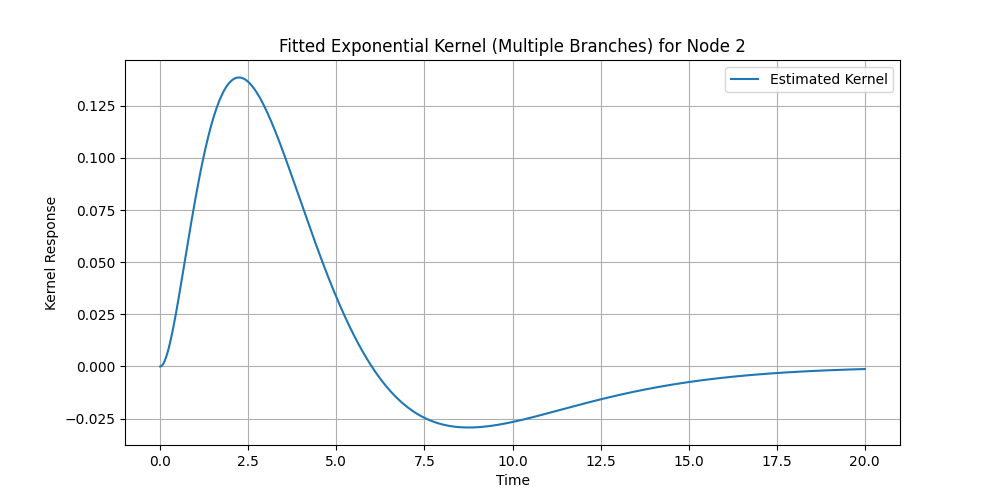 Fitted Exponential Kernel (Multiple Branches) for Node 2
Estimated Kernel
Kernel Response
0.125
0.100
0.075
0.050
0.025
0.000
−0.025
0.0 2.5 5.0 7.5 10.0 12.5 15.0 17.5 20.0
Time